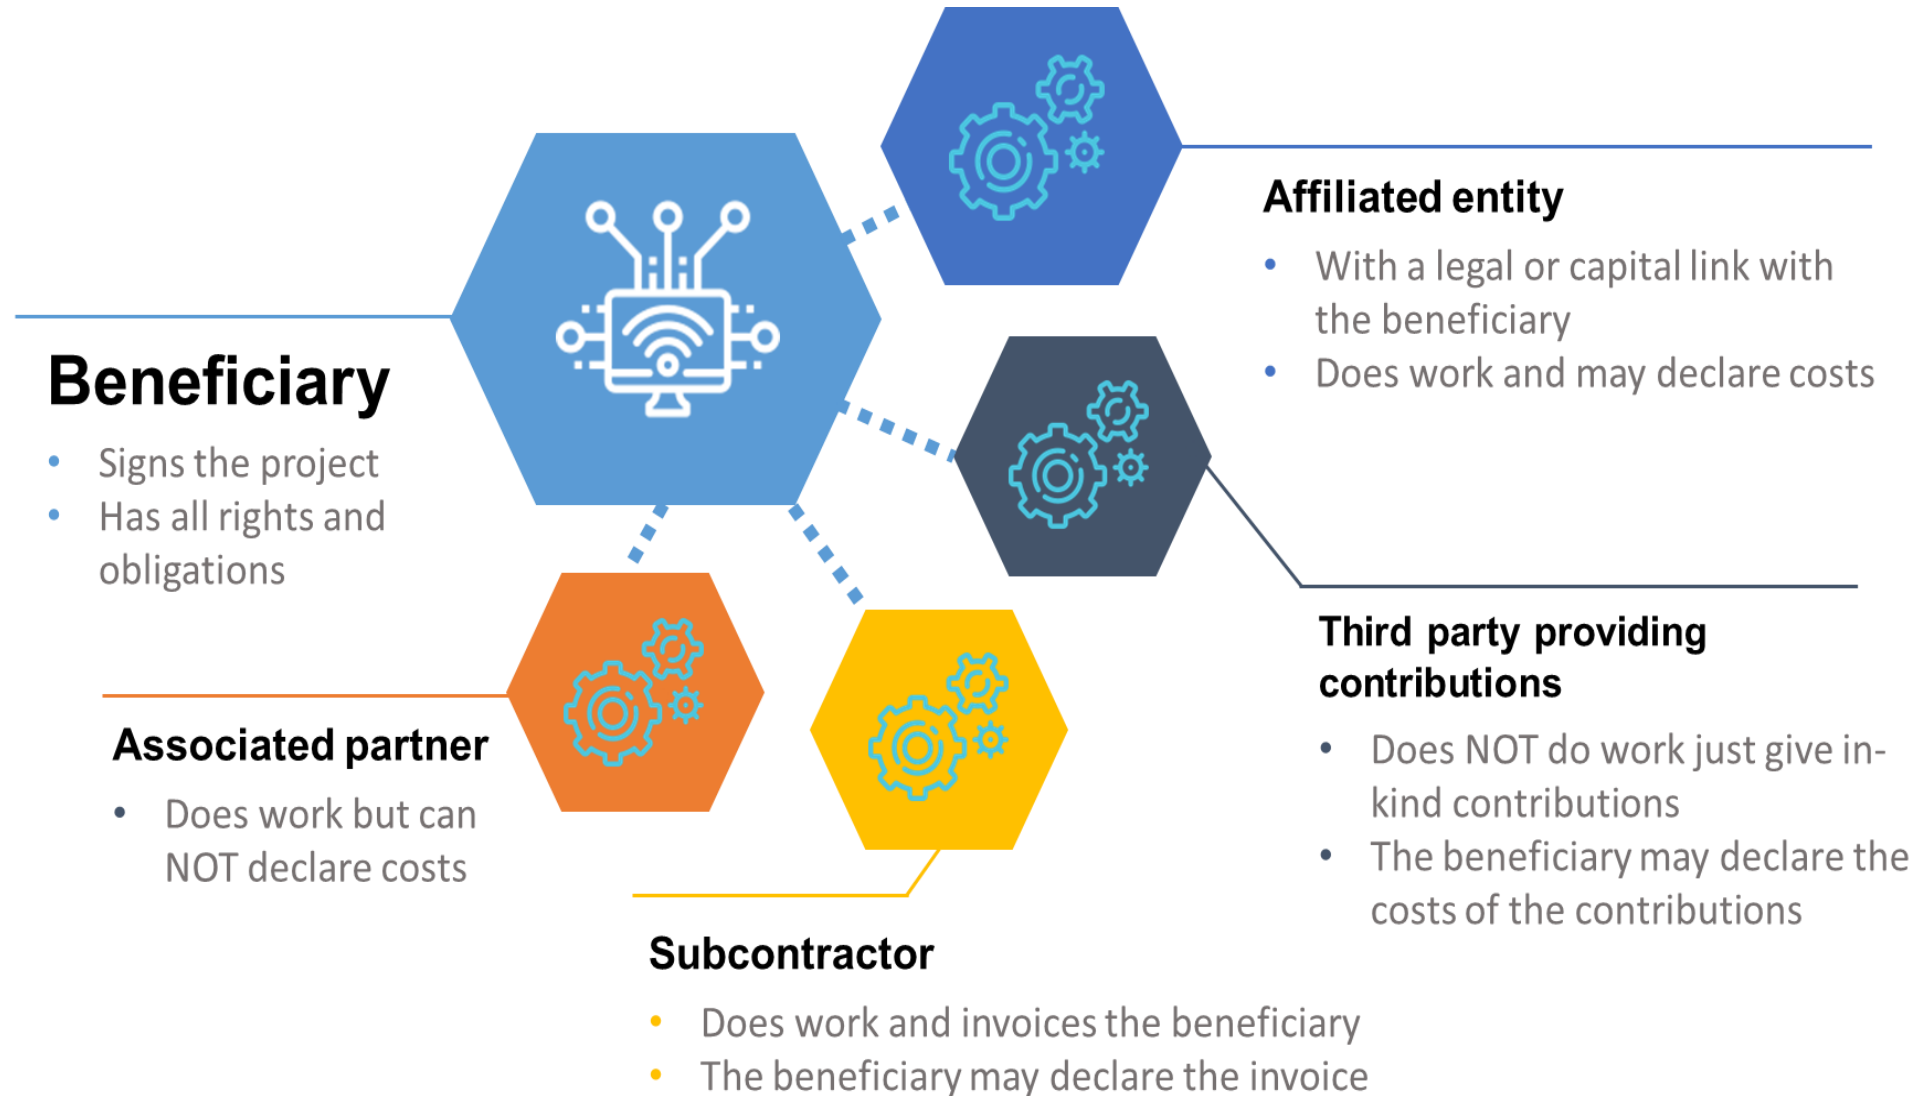 Beneficiary
• Signs the project
• Has all rights and
obligations
Affiliated entity
• With a legal or capital link with
the beneficiary
• Does work and may declare costs
Third party providing
contributions
• Does NOT do work just give in-
kind contributions
• The beneficiary may declare the
costs of the contributions
Associated partner
• Does work but can
NOT declare costs
Subcontractor
• Does work and invoices the beneficiary
• The beneficiary may declare the invoice